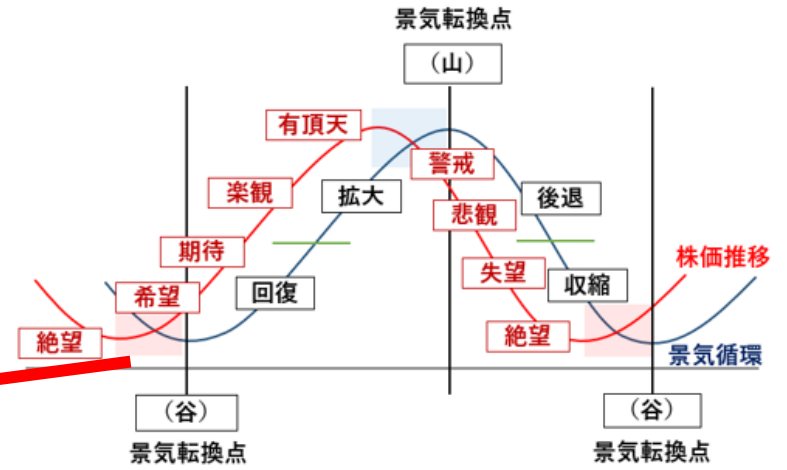 景気転換点
（山）
有頂天
警戒
楽観
拡大
後退
悲観
期待
株価推移
失望
希望
回復
収縮
絶望
絶望
景気循環
（谷）
（谷）
景気転換点
景気転換点